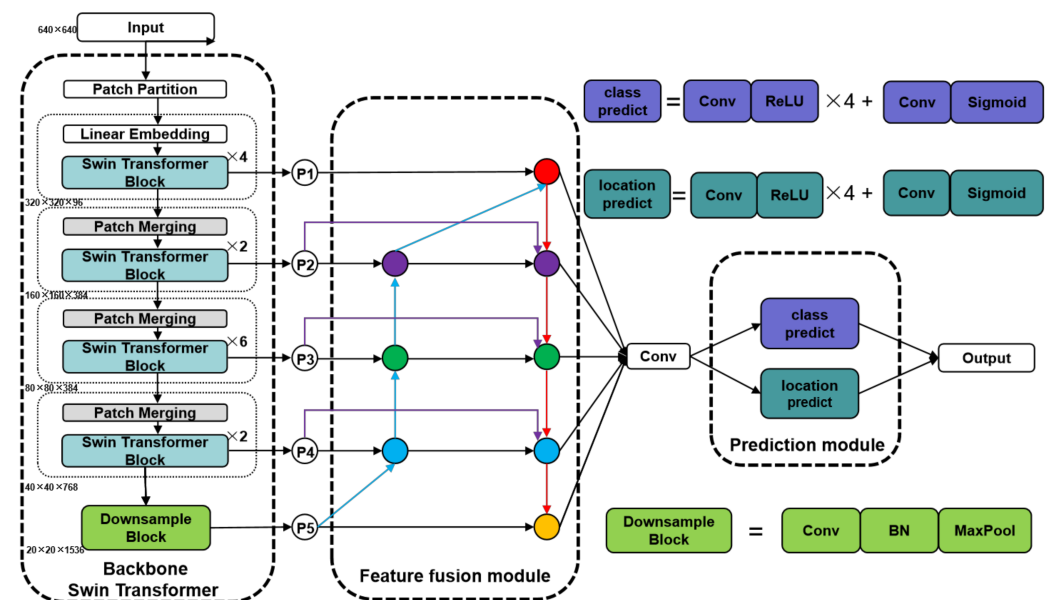 Input
640×640
Patch Partition
Linear Embedding
Swin Transformer
Block
×4
320×320×96
Patch Merging
Swin Transformer
Block
×2
160×160×384
Patch Merging
Swin Transformer
Block
×6
80×80×384
Patch Merging
Swin Transformer
Block
×2
40×40×768
Downsample
Block
20×20×1536
Backbone
Swin Transformer
P1
P2
P3
P4
P5
Feature fusion module
Conv
class
predict
location
predict
Prediction module
Output
class
predict
= Conv ReLU ×4 + Conv Sigmoid
location
predict
= Conv ReLU ×4 + Conv Sigmoid
Downsample
Block
= Conv BN MaxPool